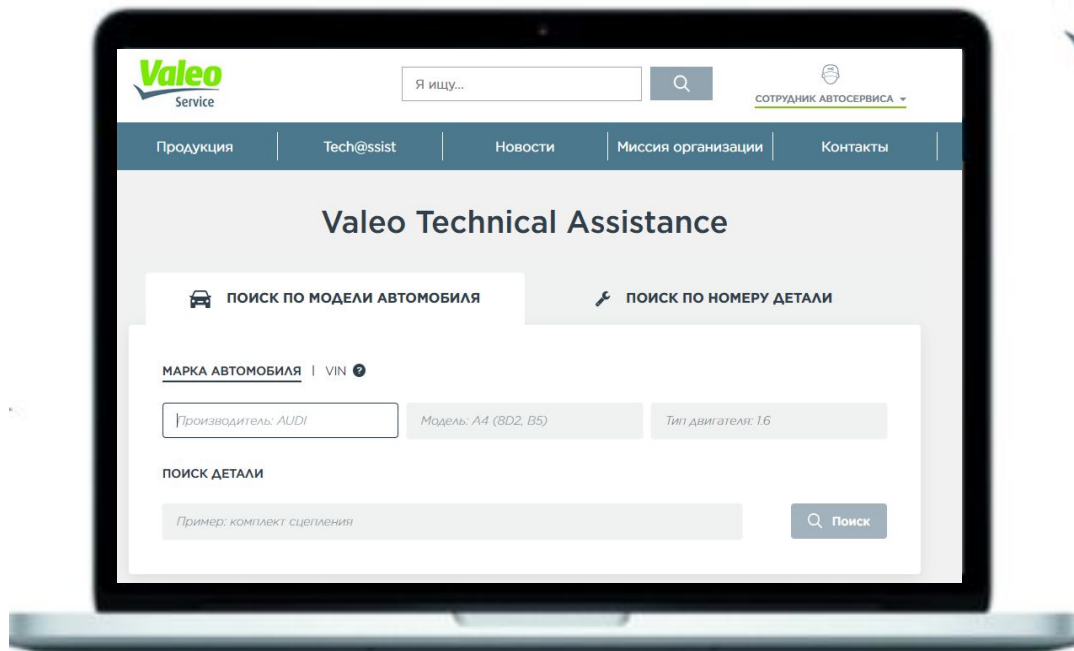 Valeo
Service
Я ищу...
СОТРУДНИК АВТОСЕРВИСА
Продукция
Tech@ssist
Новости
Миссия организации
Контакты
Valeo Technical Assistance
ПОИСК ПО МОДЕЛИ АВТОМОБИЛЯ
ПОИСК ПО НОМЕРУ ДЕТАЛИ
МАРКА АВТОМОБИЛЯ | VIN ?
Производитель: AUDI
Модель: A4 (8D2, B5)
Тип двигателя: 1.6
ПОИСК ДЕТАЛИ
Пример: комплект сцепления
Поиск